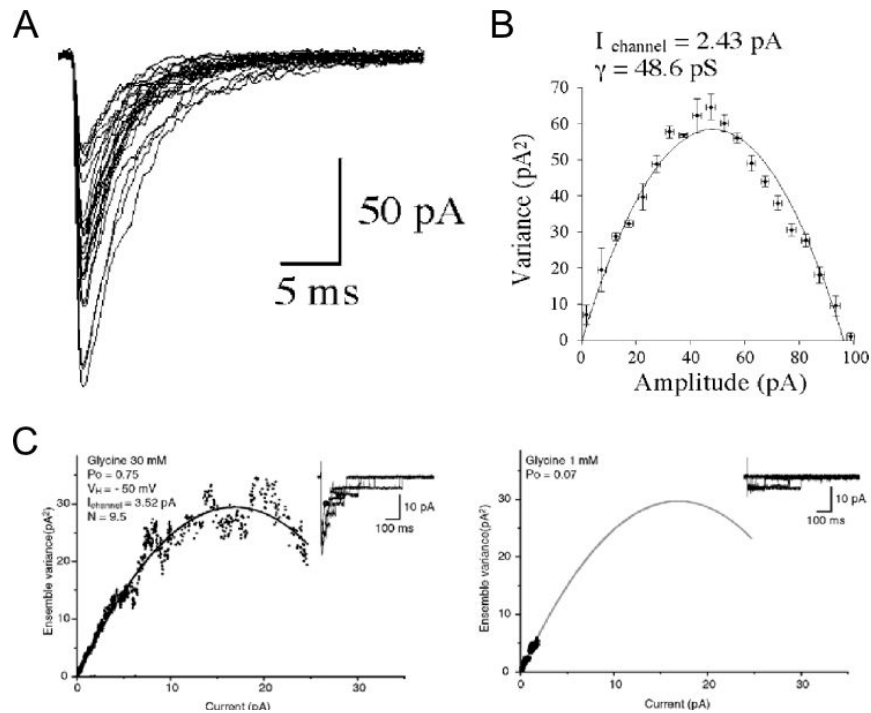 A
50 pA
5 ms
B
I channel = 2.43 pA
γ = 48.6 pS
Variance (pA²)
70
60
50
40
30
20
10
0
0 20 40 60 80 100
Amplitude (pA)
C
Glycine 30 mM
Po = 0.75
V_H = - 50 mV
I_channel = 3.52 pA
N = 9.5
10 pA
100 ms
Ensemble variance(pA²)
30
20
10
0
0 10 20 30
Current (pA)
Glycine 1 mM
Po = 0.07
10 pA
100 ms
Ensemble variance(pA²)
30
20
10
0
0 10 20 30
Current (pA)